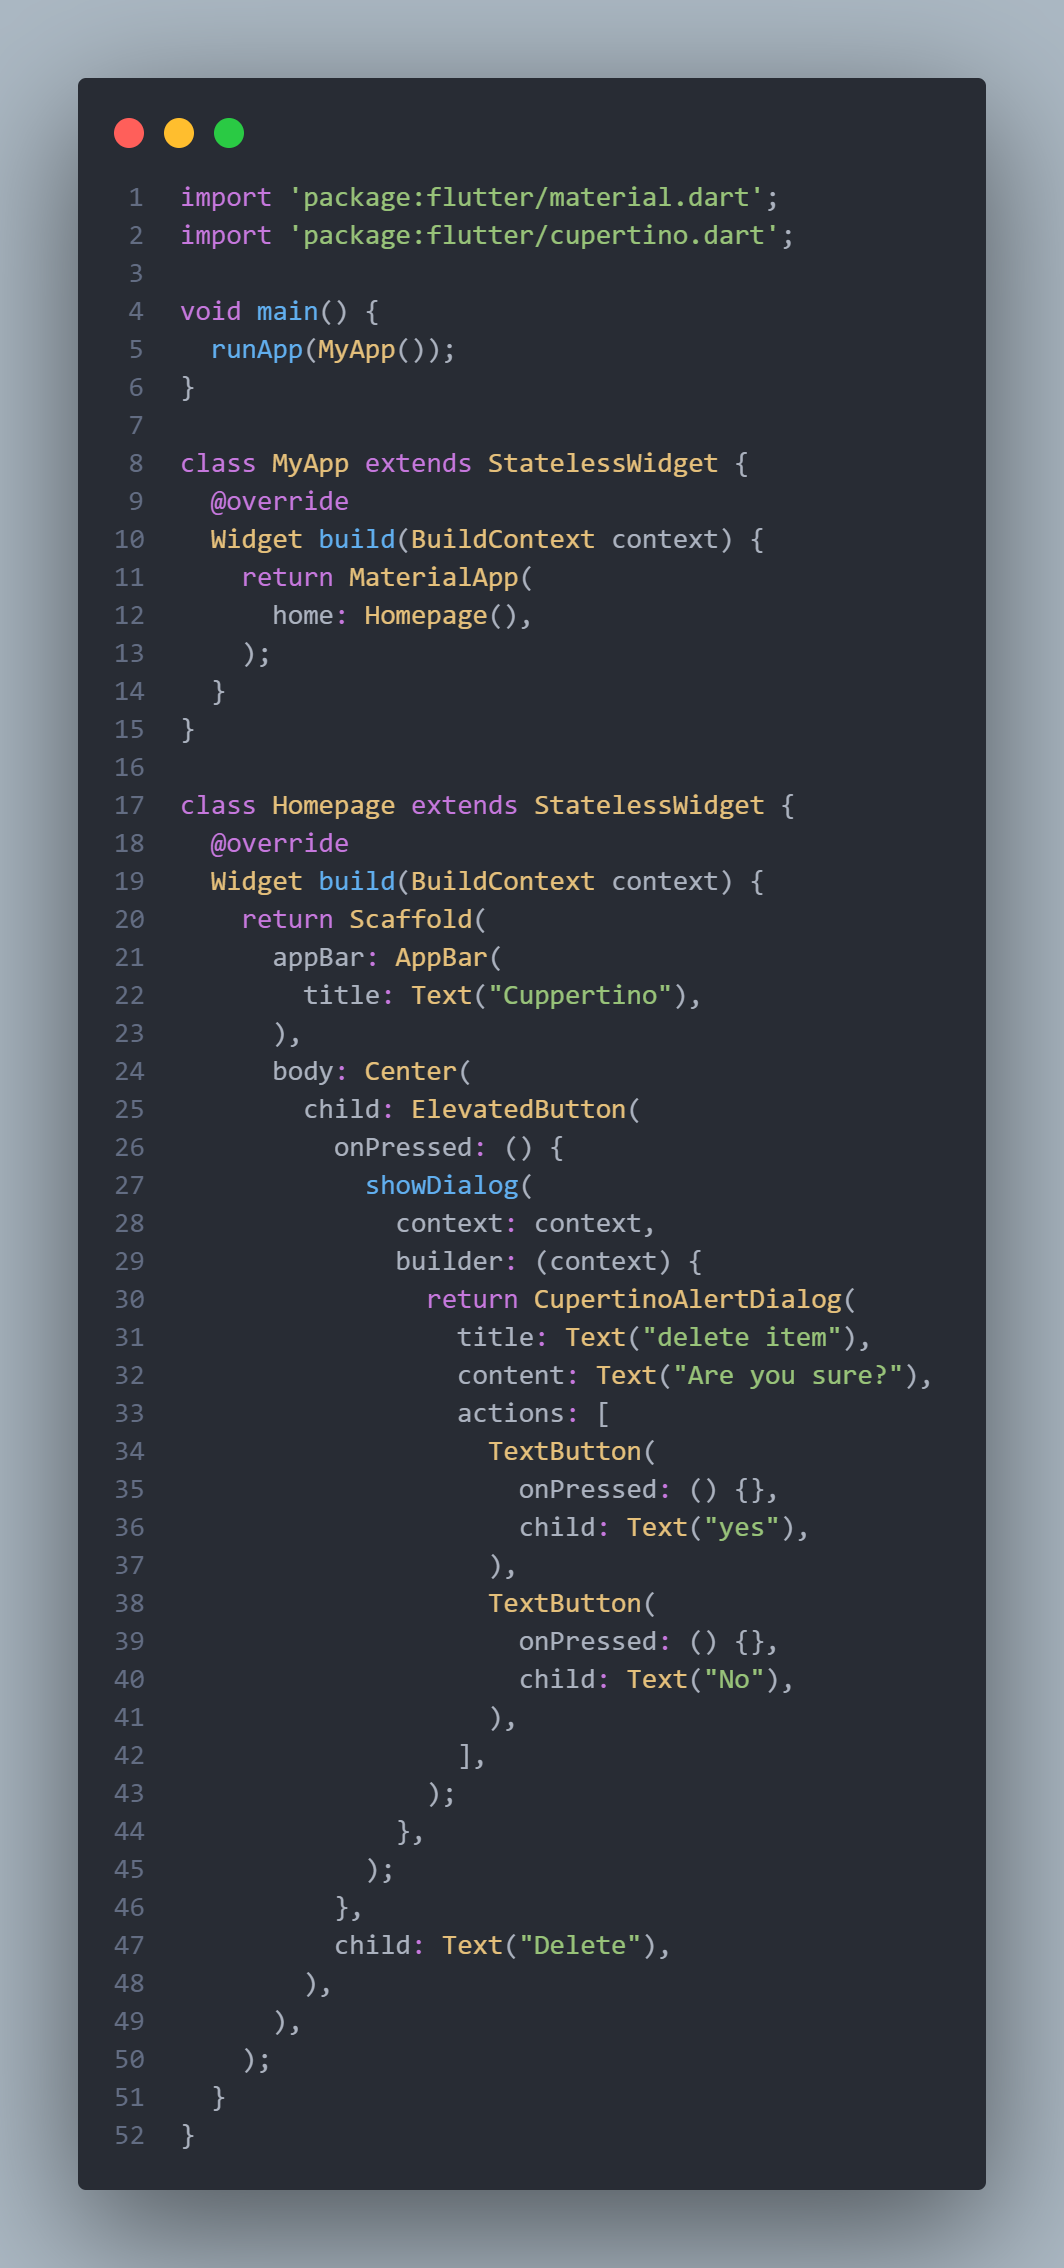 1 import 'package:flutter/material.dart';
2 import 'package:flutter/cupertino.dart';
3
4 void main() {
5   runApp(MyApp());
6 }
7
8 class MyApp extends StatelessWidget {
9   @override
10   Widget build(BuildContext context) {
11     return MaterialApp(
12       home: Homepage(),
13     );
14   }
15 }
16
17 class Homepage extends StatelessWidget {
18   @override
19   Widget build(BuildContext context) {
20     return Scaffold(
21       appBar: AppBar(
22         title: Text("Cuppertino"),
23       ),
24       body: Center(
25         child: ElevatedButton(
26           onPressed: () {
27             showDialog(
28               context: context,
29               builder: (context) {
30                 return CupertinoAlertDialog(
31                   title: Text("delete item"),
32                   content: Text("Are you sure?"),
33                   actions: [
34                     TextButton(
35                       onPressed: () {},
36                       child: Text("yes"),
37                     ),
38                     TextButton(
39                       onPressed: () {},
40                       child: Text("No"),
41                     ),
42                   ],
43                 );
44               },
45             );
46           },
47           child: Text("Delete"),
48         ),
49       ),
50     );
51   }
52 }